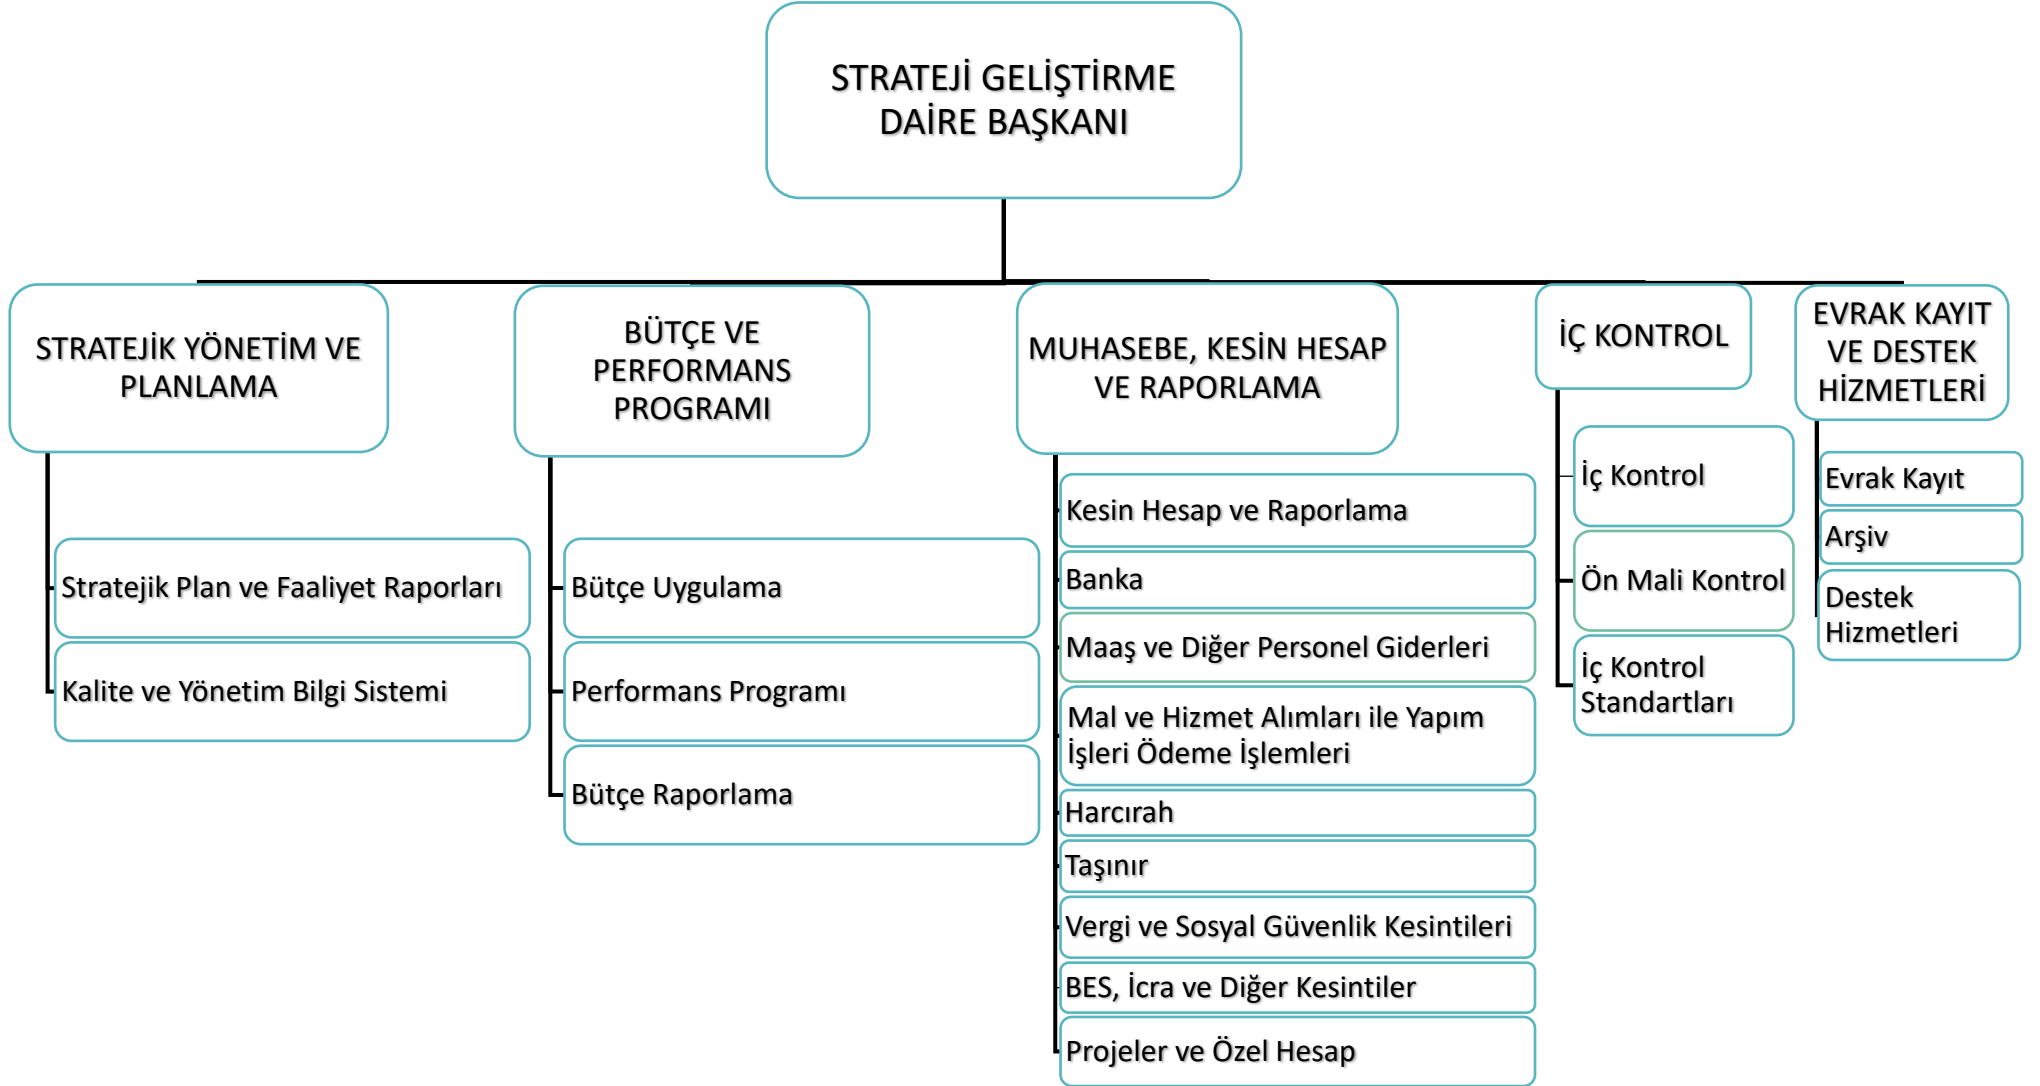 STRATEJİ GELİŞTİRME
DAİRE BAŞKANI
STRATEJİK YÖNETİM VE
PLANLAMA
Stratejik Plan ve Faaliyet Raporları
Kalite ve Yönetim Bilgi Sistemi
BÜTÇE VE
PERFORMANS
PROGRAMI
Bütçe Uygulama
Performans Programı
Bütçe Raporlama
MUHASEBE, KESİN HESAP
VE RAPORLAMA
Kesin Hesap ve Raporlama
Banka
Maaş ve Diğer Personel Giderleri
Mal ve Hizmet Alımları ile Yapım
İşleri Ödeme İşlemleri
Harcırah
Taşınır
Vergi ve Sosyal Güvenlik Kesintileri
BES, İcra ve Diğer Kesintiler
Projeler ve Özel Hesap
İÇ KONTROL
İç Kontrol
Ön Mali Kontrol
İç Kontrol
Standartları
EVRAK KAYIT
VE DESTEK
HİZMETLERİ
Evrak Kayıt
Arşiv
Destek
Hizmetleri